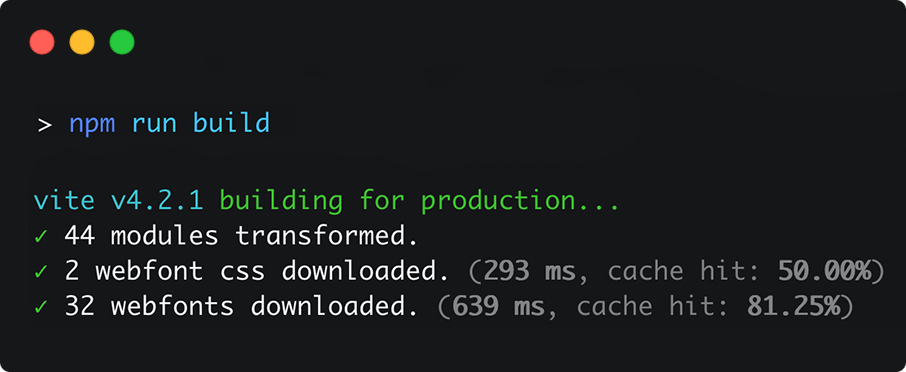 > npm run build
vite v4.2.1 building for production...
✓ 44 modules transformed.
✓ 2 webfont css downloaded. (293 ms, cache hit: 50.00%)
✓ 32 webfonts downloaded. (639 ms, cache hit: 81.25%)